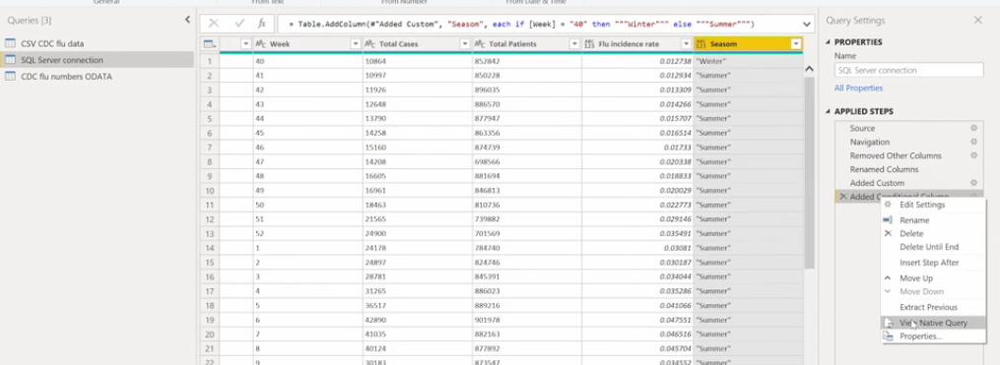 General
From Text
From Number
From Date & Time
Queries [3]
CSV CDC flu data
SQL Server connection
CDC flu numbers ODATA
fx
= Table.AddColumn(#"Added Custom", "Season", each if [Week] = "40" then """Winter""" else """Summer""")
Week Total Cases Total Patients Flu incidence rate Season
1 40 10864 852842 0.012738 "Winter"
2 41 10997 850228 0.012934 "Summer"
3 42 11926 896035 0.013309 "Summer"
4 43 12648 886570 0.014266 "Summer"
5 44 13790 877947 0.015707 "Summer"
6 45 14258 863356 0.016514 "Summer"
7 46 15160 874739 0.01733 "Summer"
8 47 14208 698566 0.020338 "Summer"
9 48 16605 881694 0.018833 "Summer"
10 49 16961 846813 0.020029 "Summer"
11 50 18463 810736 0.022773 "Summer"
12 51 21565 739882 0.029146 "Summer"
13 52 24900 701569 0.035491 "Summer"
14 1 24178 784748 0.03081 "Summer"
15 2 24897 824746 0.030187 "Summer"
16 3 28781 845391 0.034044 "Summer"
17 4 31265 886023 0.035286 "Summer"
18 5 36517 889216 0.041066 "Summer"
19 6 42890 901978 0.047551 "Summer"
20 7 41035 882163 0.046516 "Summer"
21 8 40124 877892 0.045704 "Summer"
22 9 30183 873547 0.034552 "Summer"
Query Settings
PROPERTIES
Name
SQL Server connection
All Properties
APPLIED STEPS
Source
Navigation
Removed Other Columns
Renamed Columns
Added Custom
Added Conditional Column
Edit Settings
Rename
Delete
Delete Until End
Insert Step After
Move Up
Move Down
Extract Previous
View Native Query
Properties...